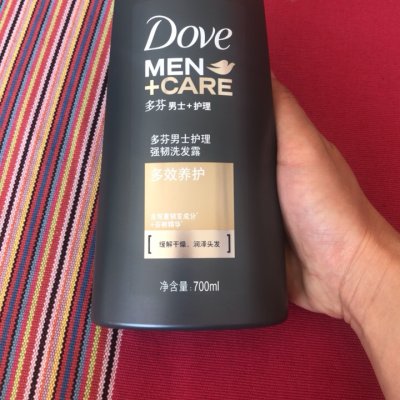 Dove
MEN
+CARE
多芬男士+护理
多芬男士护理
强韧洗发露
多效养护
缓解干燥，润泽头发
净含量：700ml